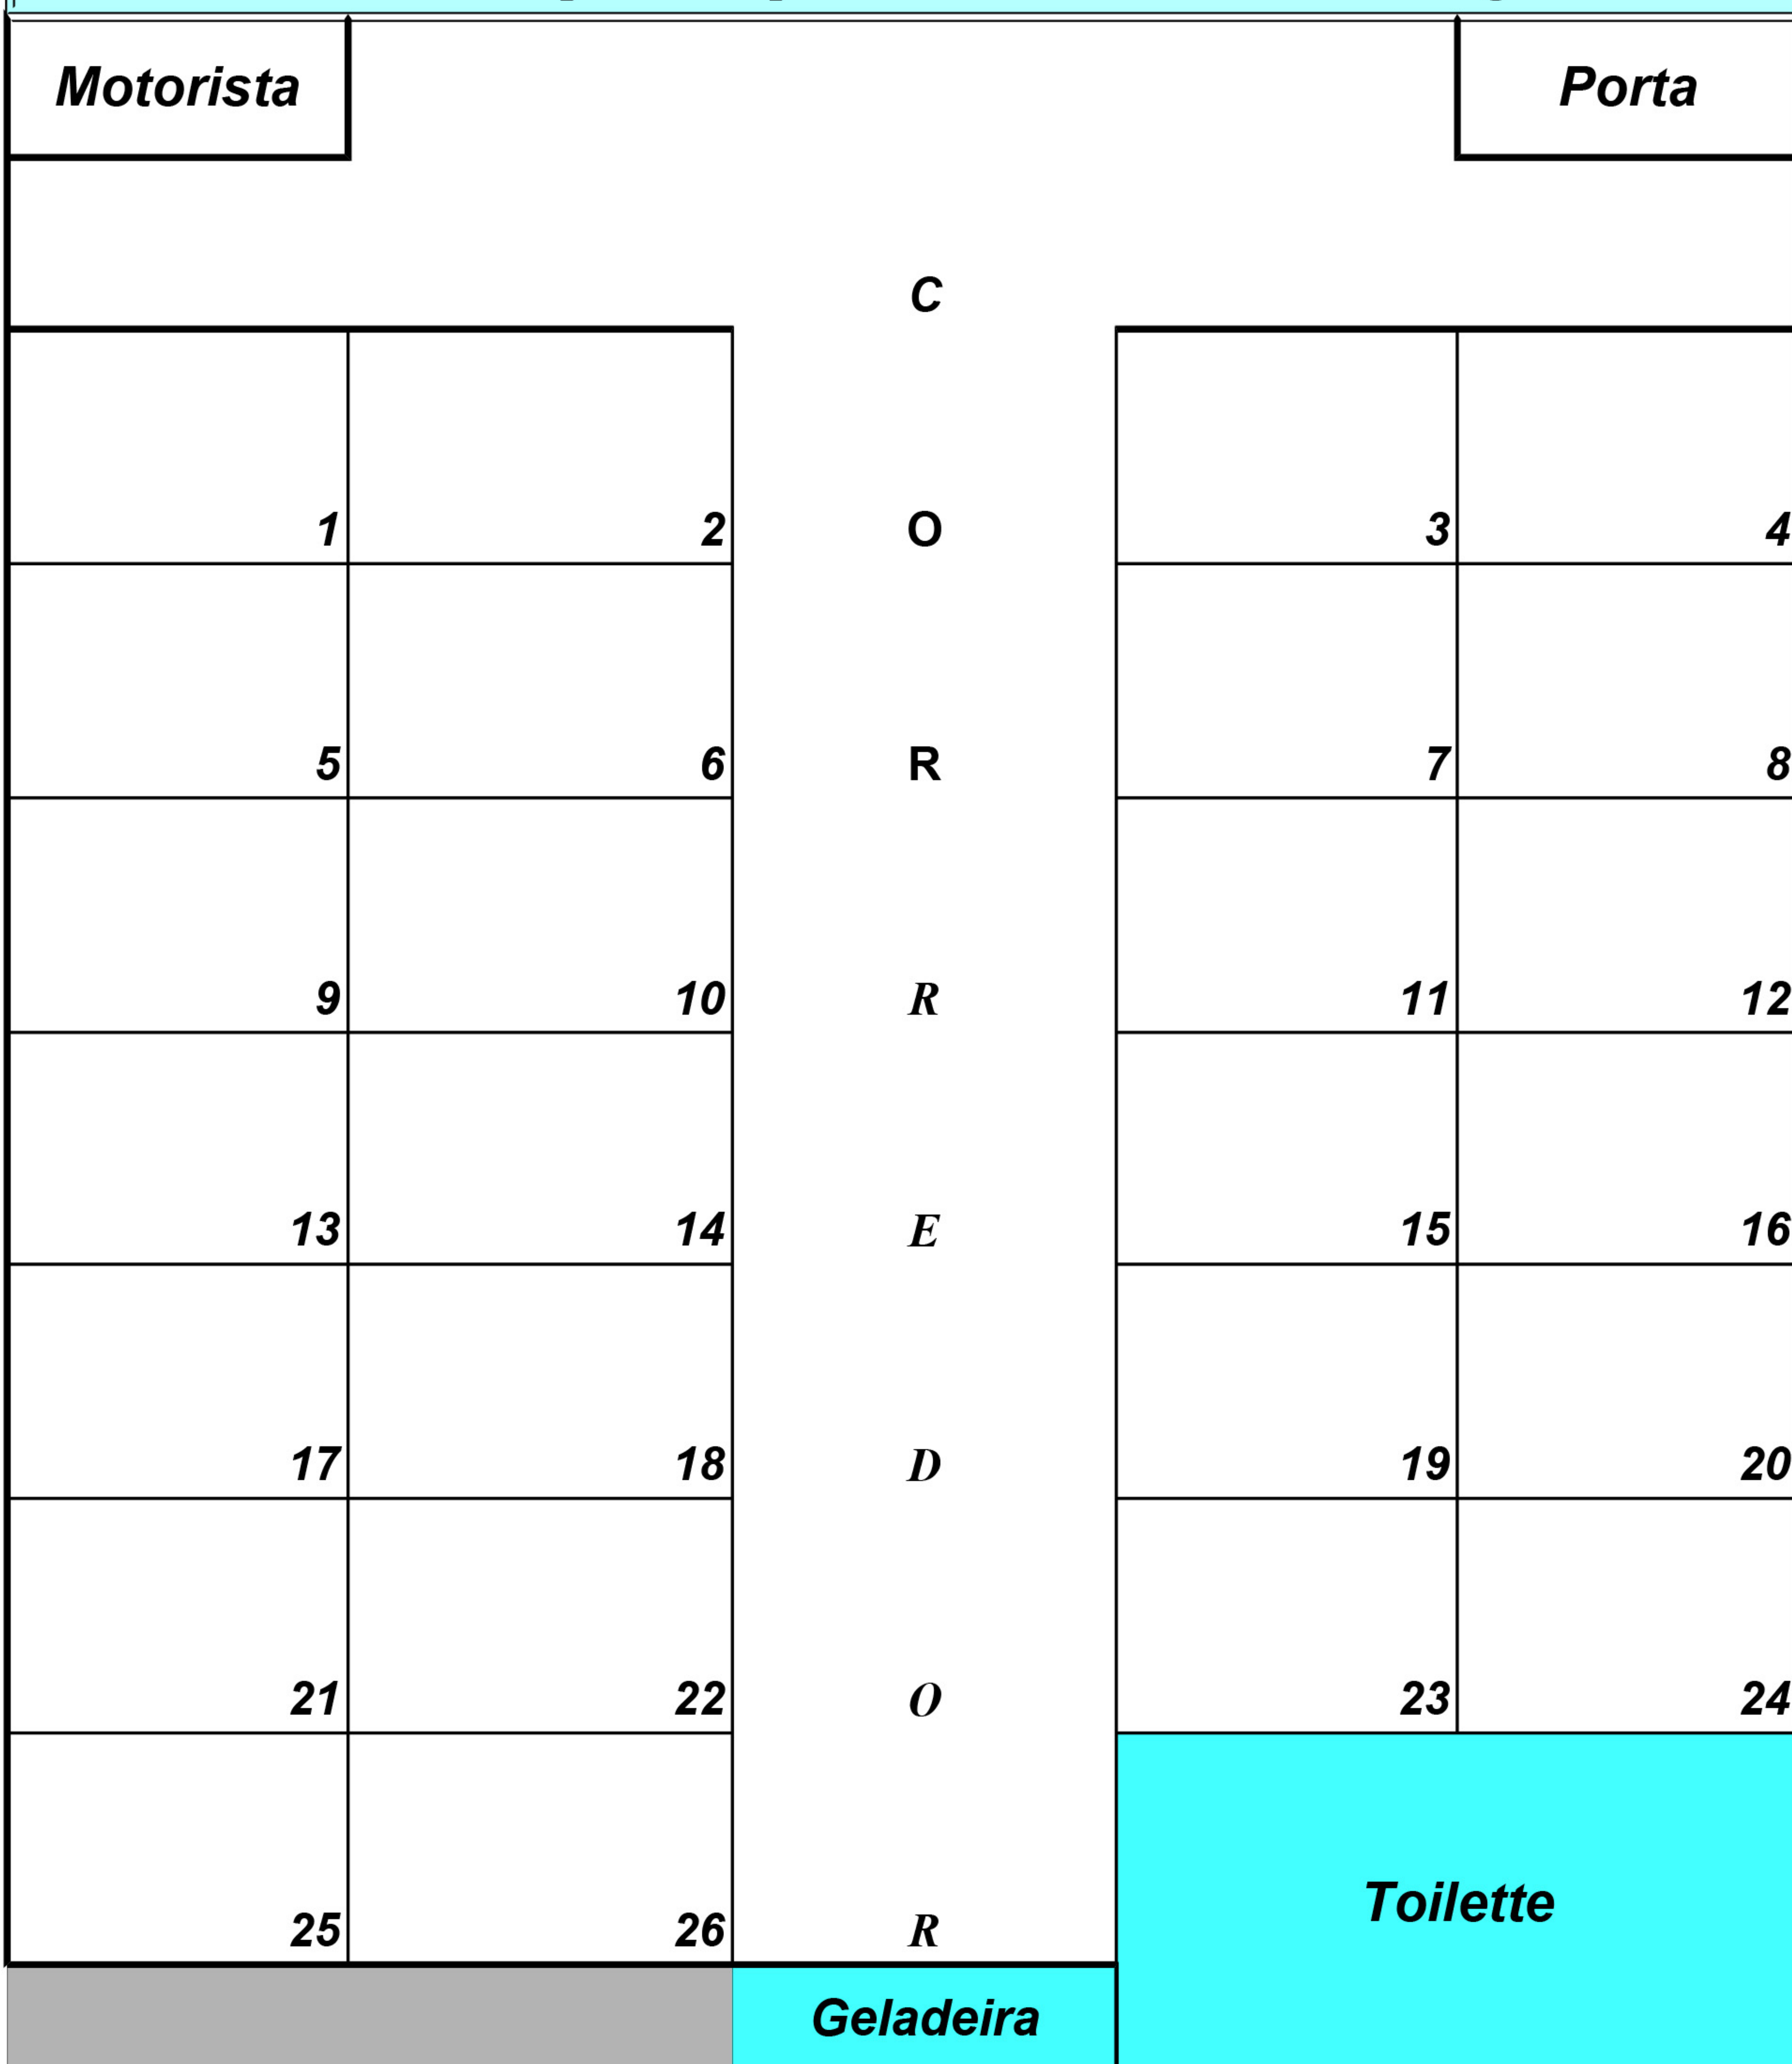 Motorista Porta
C
1 2 O 3 4
5 6 R 7 8
9 10 R 11 12
13 14 E 15 16
17 18 D 19 20
21 22 O 23 24
Toilette
25 26 R
Geladeira